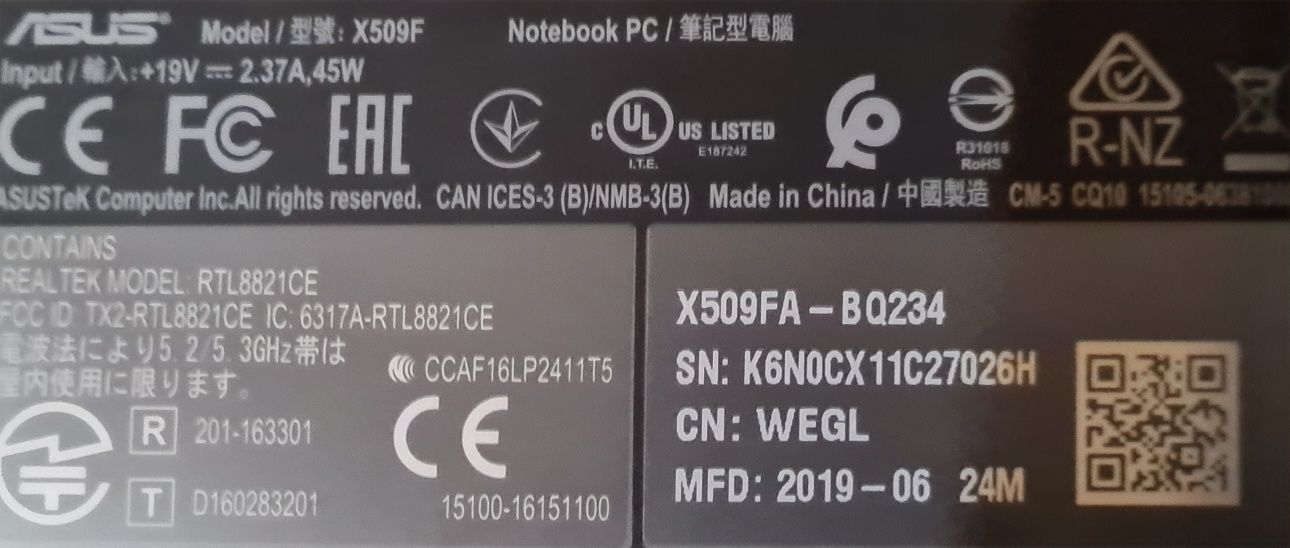 ASUS Model / 型號: X509F Notebook PC / 筆記型電腦
Input / 輸入:+19V ⎓ 2.37A,45W
CE FC EAC C UL US LISTED R-NZ
I.T.E. E187242 R31018
RoHS
ASUSTeK Computer Inc.All rights reserved. CAN ICES-3 (B)/NMB-3(B) Made in China / 中國製造 CM-5 CQ10
CONTAINS
REALTEK MODEL: RTL8821CE
FCC ID TX2-RTL8821CE IC: 6317A-RTL8821CE
電波法により5.2/5.3GHz帯は
屋内使用に限ります。
CCAF16LP2411T5
CE
R 201-163301
T D160283201
15100-16151100
X509FA-BQ234
SN: K6N0CX11C27026H
CN: WEGL
MFD: 2019-06 24M